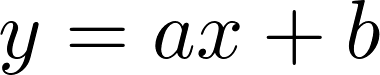 y = ax + b